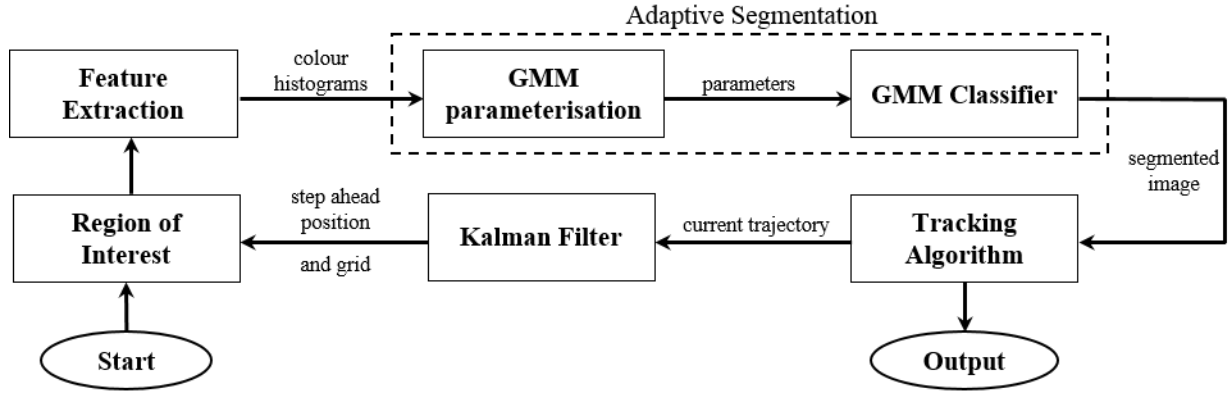 Adaptive Segmentation
Feature
Extraction
colour
histograms
GMM
parameterisation
parameters
GMM Classifier
segmented
image
Region of
Interest
step ahead
position
and grid
Kalman Filter
current trajectory
Tracking
Algorithm
Start
Output